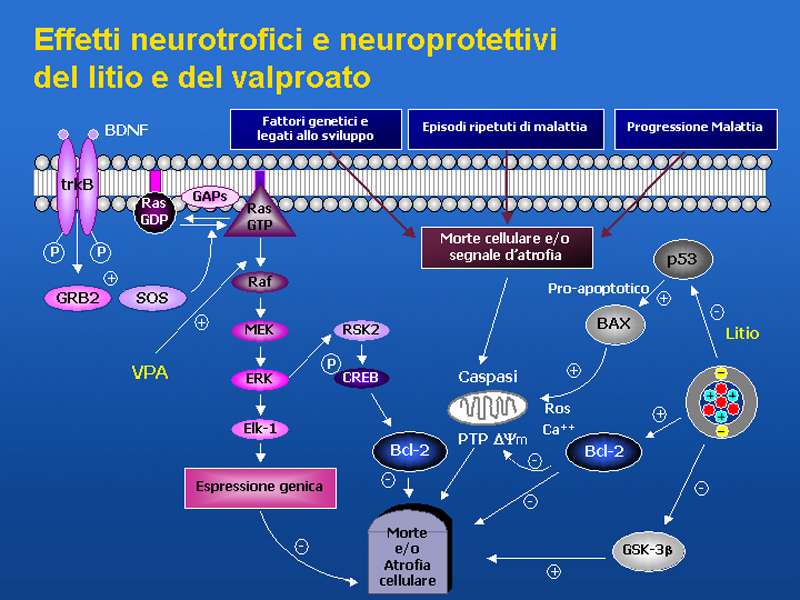 Effetti neurotrofici e neuroprotettivi
del litio e del valproato
BDNF
Fattori genetici e
legati allo sviluppo
Episodi ripetuti di malattia
Progressione Malattia
trkB
Ras
GDP
GAPs
Ras
GTP
Morte cellulare e/o
segnale d'atrofia
p53
P
P
+
GRB2
SOS
Raf
Pro-apoptotico
+
-
BAX
Litio
+
MEK
RSK2
VPA
ERK
P
CREB
Caspasi
+
Elk-1
Ros
Ca++
+
Bcl-2
PTP ΔΨm
-
Bcl-2
Espressione genica
-
-
-
-
Morte
e/o
Atrofia
cellulare
GSK-3β
+
−
+
+
+
−